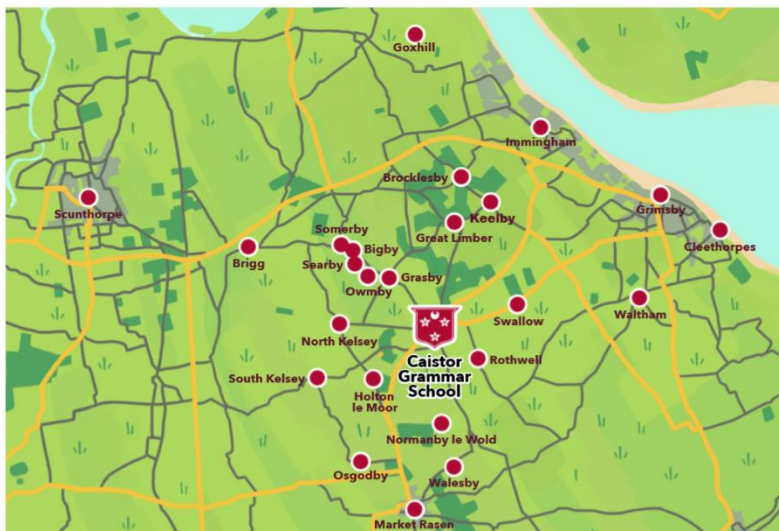 Goxhill
Immingham
Brocklesby
Scunthorpe
Keelby
Grimsby
Great Limber
Somerby
Bigby
Cleethorpes
Brigg
Searby
Owmby
Grasby
Swallow
Waltham
North Kelsey
Caistor
Grammar
School
Rothwell
South Kelsey
Holton
le Moor
Normanby le Wold
Osgodby
Walesby
Market Rasen